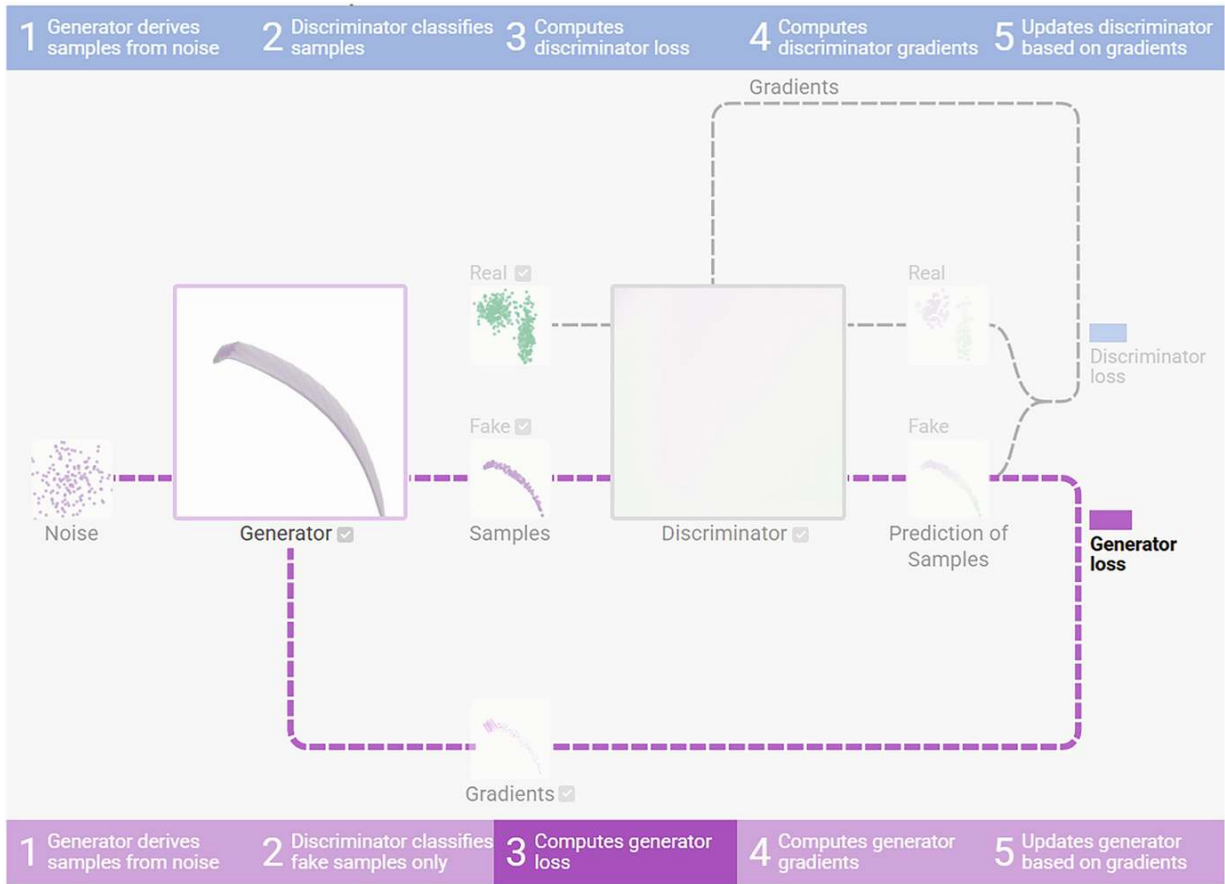 1 Generator derives samples from noise
2 Discriminator classifies samples
3 Computes discriminator loss
4 Computes discriminator gradients
5 Updates discriminator based on gradients
Gradients
Real
Real
Discriminator
loss
Fake
Fake
Noise
Generator
Samples
Discriminator
Prediction of
Samples
Generator
loss
Gradients
1 Generator derives samples from noise
2 Discriminator classifies fake samples only
3 Computes generator loss
4 Computes generator gradients
5 Updates generator based on gradients